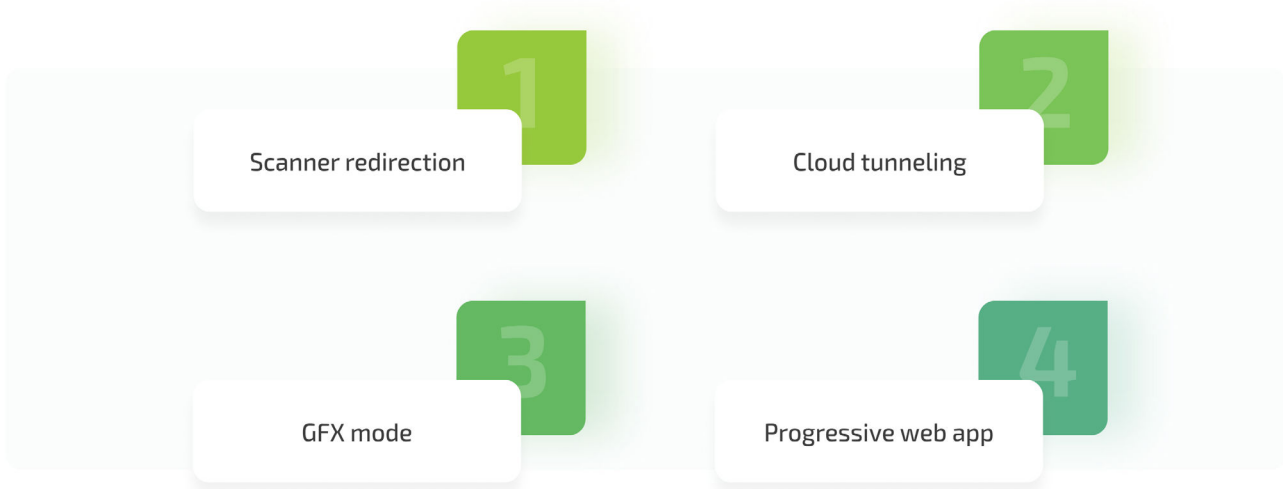 1
Scanner redirection
2
Cloud tunneling
3
GFX mode
4
Progressive web app